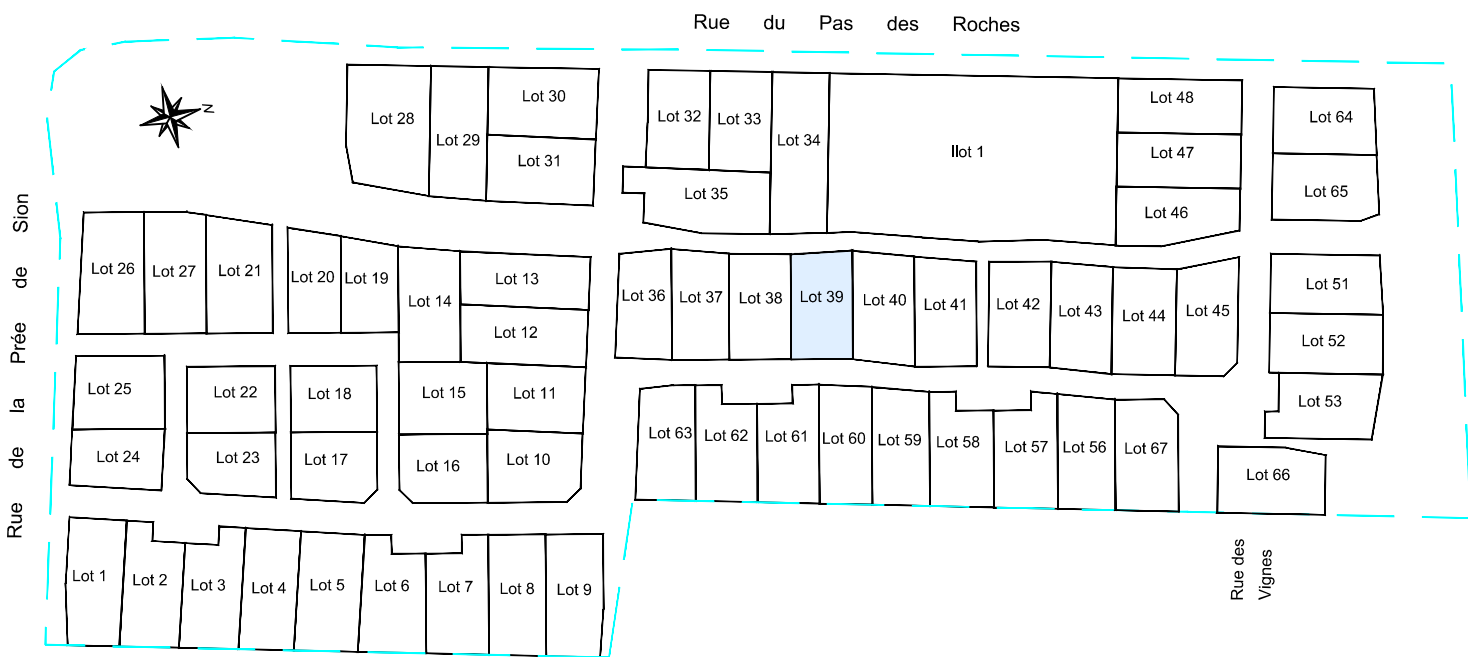 Rue du Pas des Roches
N
Rue de la Prée de Sion
Lot 28
Lot 29
Lot 30
Lot 31
Lot 32
Lot 33
Lot 34
Lot 35
Ilot 1
Lot 48
Lot 47
Lot 46
Lot 64
Lot 65
Lot 26
Lot 27
Lot 21
Lot 20
Lot 19
Lot 14
Lot 13
Lot 12
Lot 36
Lot 37
Lot 38
Lot 39
Lot 40
Lot 41
Lot 42
Lot 43
Lot 44
Lot 45
Lot 51
Lot 52
Lot 53
Lot 25
Lot 24
Lot 22
Lot 23
Lot 18
Lot 17
Lot 15
Lot 16
Lot 11
Lot 10
Lot 63
Lot 62
Lot 61
Lot 60
Lot 59
Lot 58
Lot 57
Lot 56
Lot 67
Lot 66
Lot 1
Lot 2
Lot 3
Lot 4
Lot 5
Lot 6
Lot 7
Lot 8
Lot 9
Rue des
Vignes